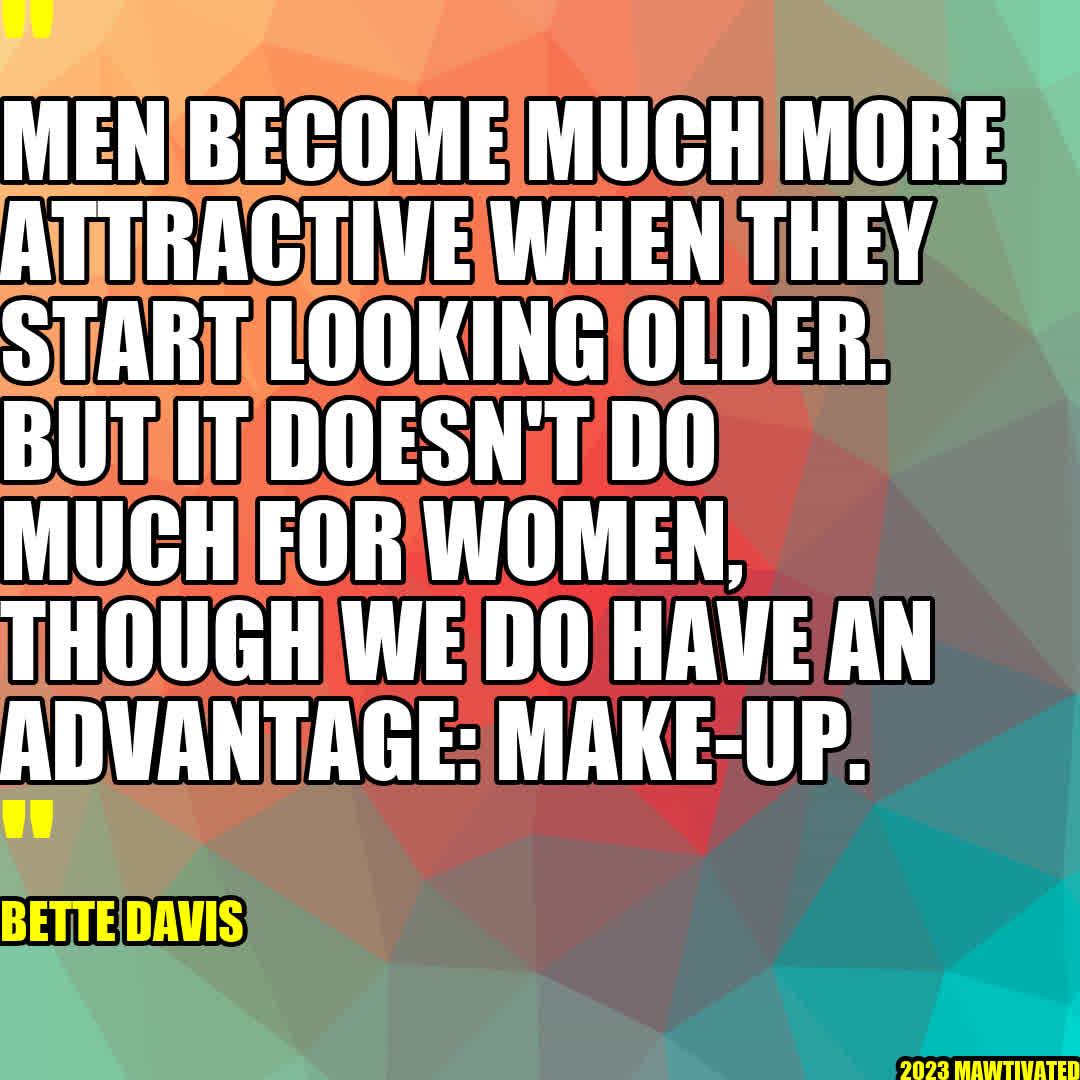 "
MEN BECOME MUCH MORE
ATTRACTIVE WHEN THEY
START LOOKING OLDER.
BUT IT DOESN'T DO
MUCH FOR WOMEN,
THOUGH WE DO HAVE AN
ADVANTAGE: MAKE-UP.
"
BETTE DAVIS
2023 MAWTIVATED